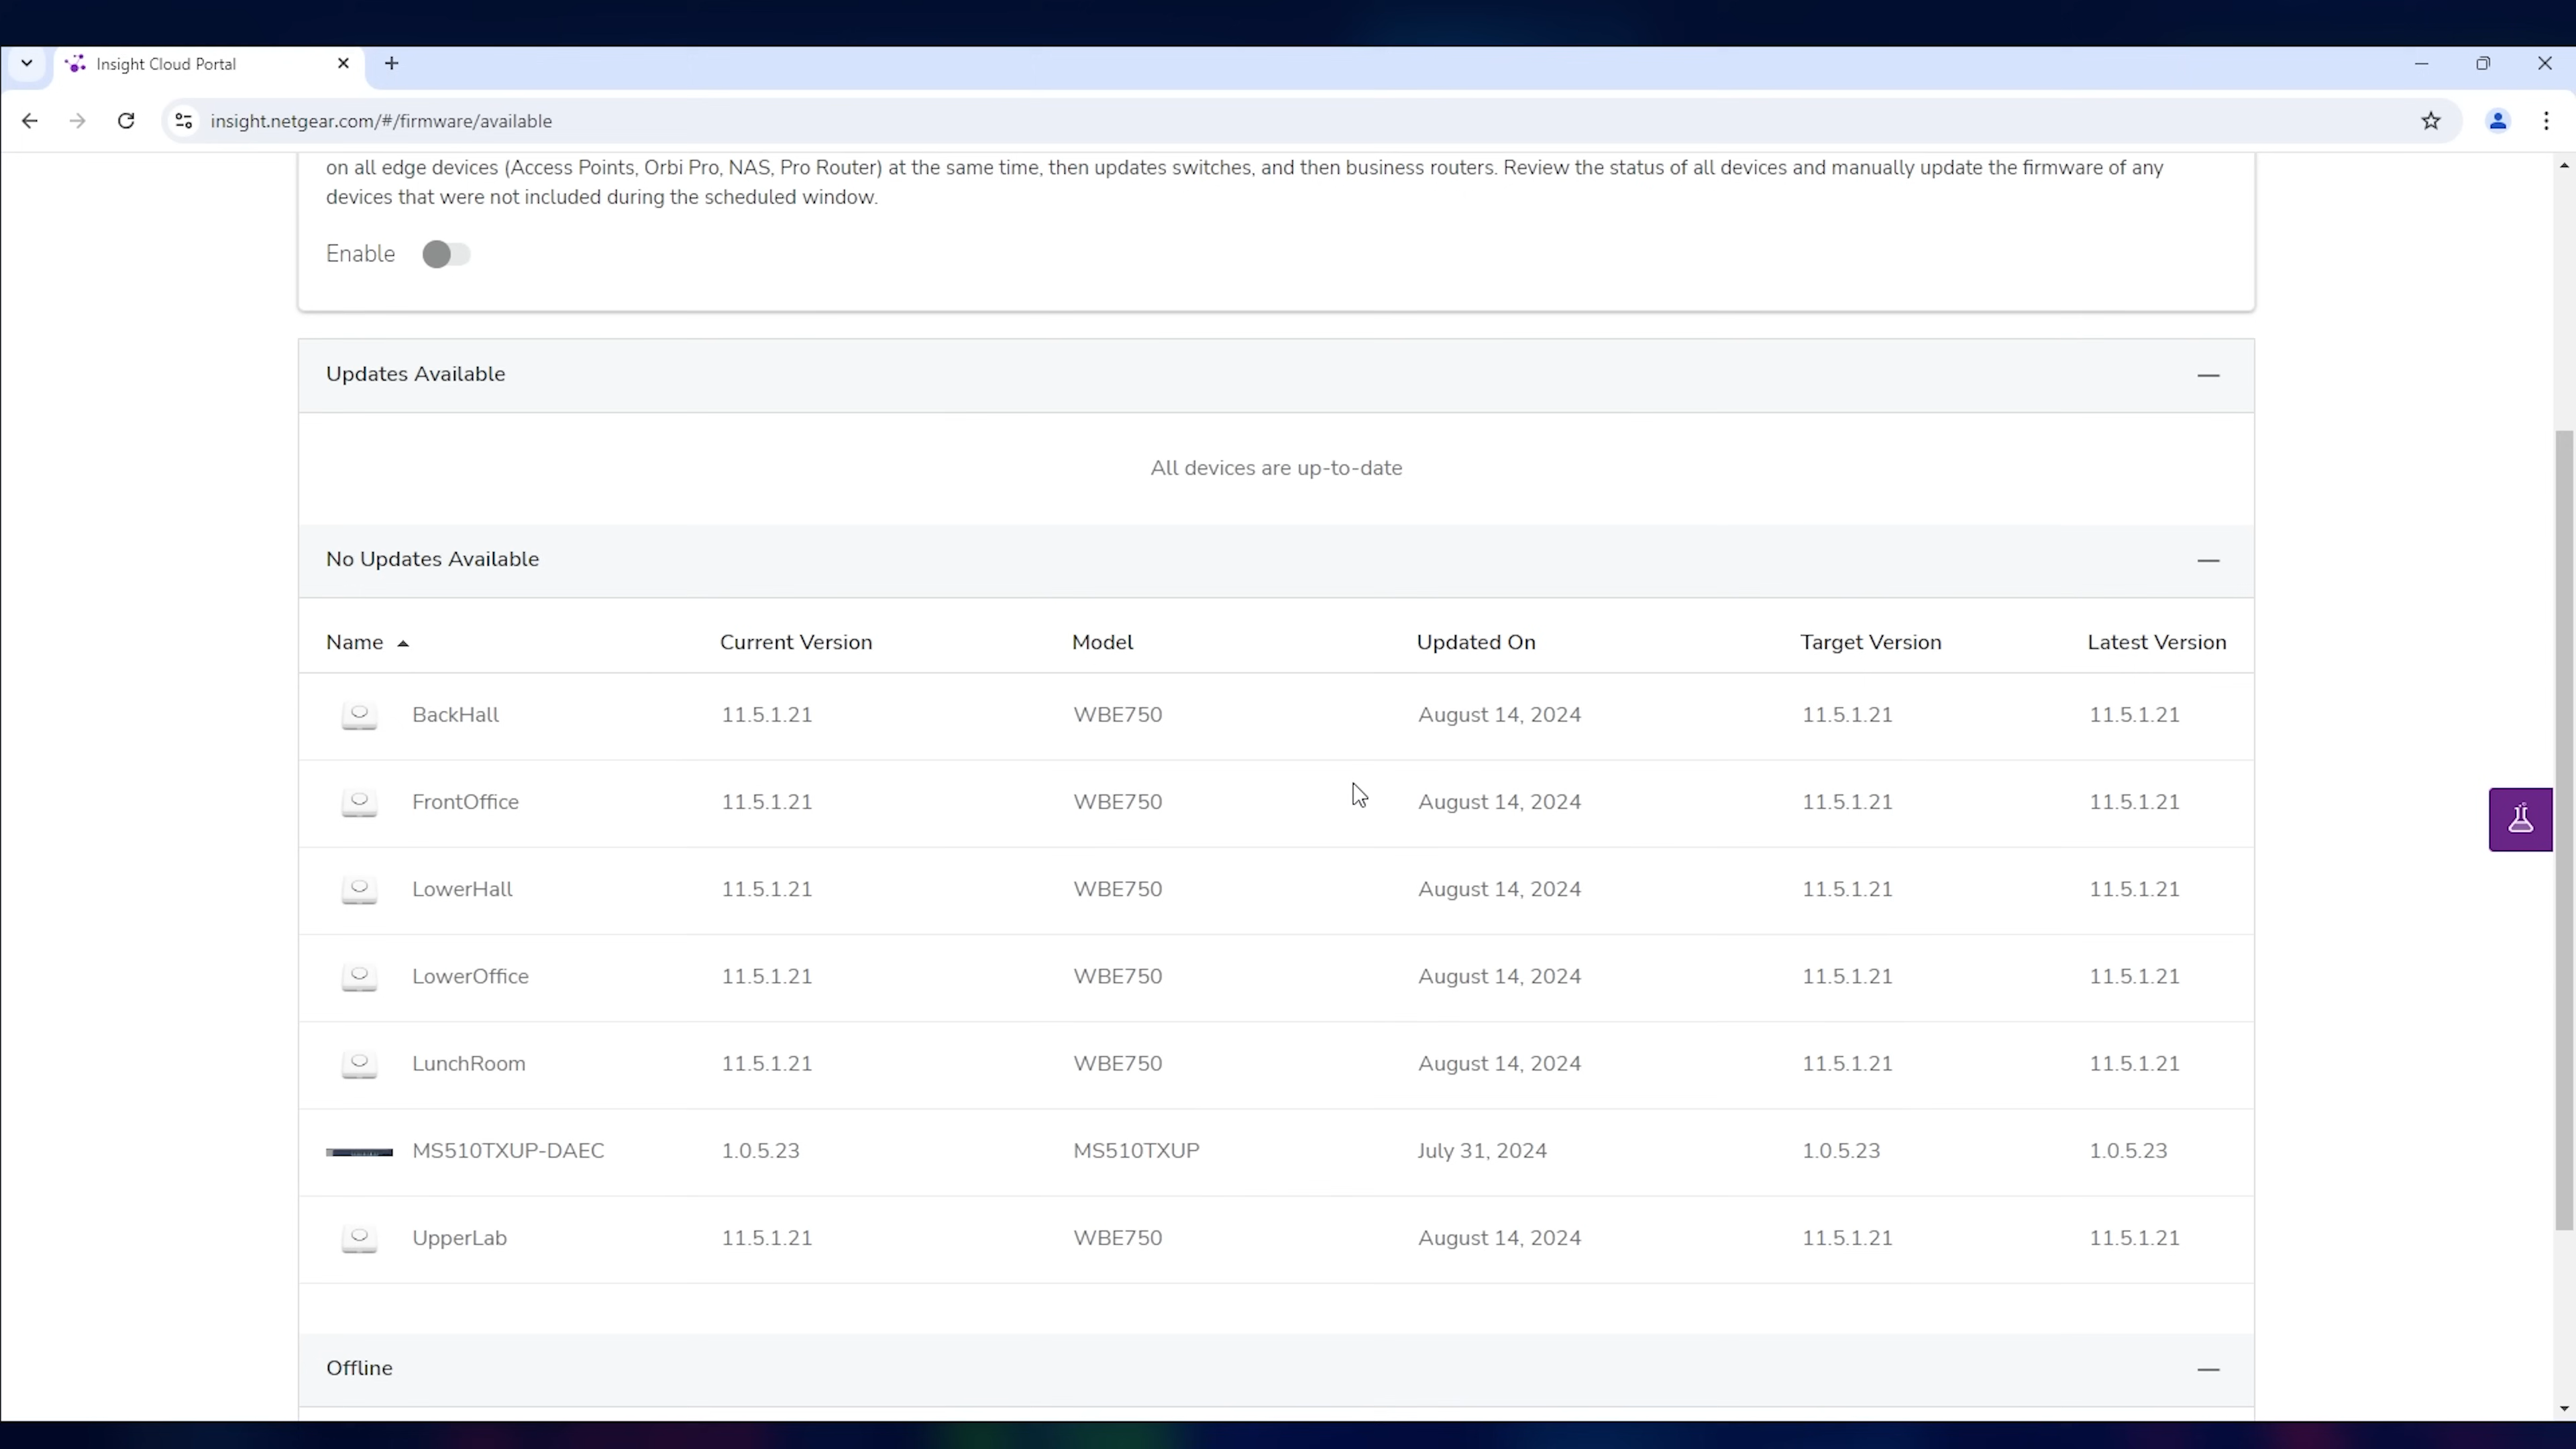 Insight Cloud Portal
insight.netgear.com/#/firmware/available
on all edge devices (Access Points, Orbi Pro, NAS, Pro Router) at the same time, then updates switches, and then business routers. Review the status of all devices and manually update the firmware of any
devices that were not included during the scheduled window.
Enable
Updates Available
All devices are up-to-date
No Updates Available
Name Current Version Model Updated On Target Version Latest Version
BackHall 11.5.1.21 WBE750 August 14, 2024 11.5.1.21 11.5.1.21
FrontOffice 11.5.1.21 WBE750 August 14, 2024 11.5.1.21 11.5.1.21
LowerHall 11.5.1.21 WBE750 August 14, 2024 11.5.1.21 11.5.1.21
LowerOffice 11.5.1.21 WBE750 August 14, 2024 11.5.1.21 11.5.1.21
LunchRoom 11.5.1.21 WBE750 August 14, 2024 11.5.1.21 11.5.1.21
MS510TXUP-DAEC 1.0.5.23 MS510TXUP July 31, 2024 1.0.5.23 1.0.5.23
UpperLab 11.5.1.21 WBE750 August 14, 2024 11.5.1.21 11.5.1.21
Offline